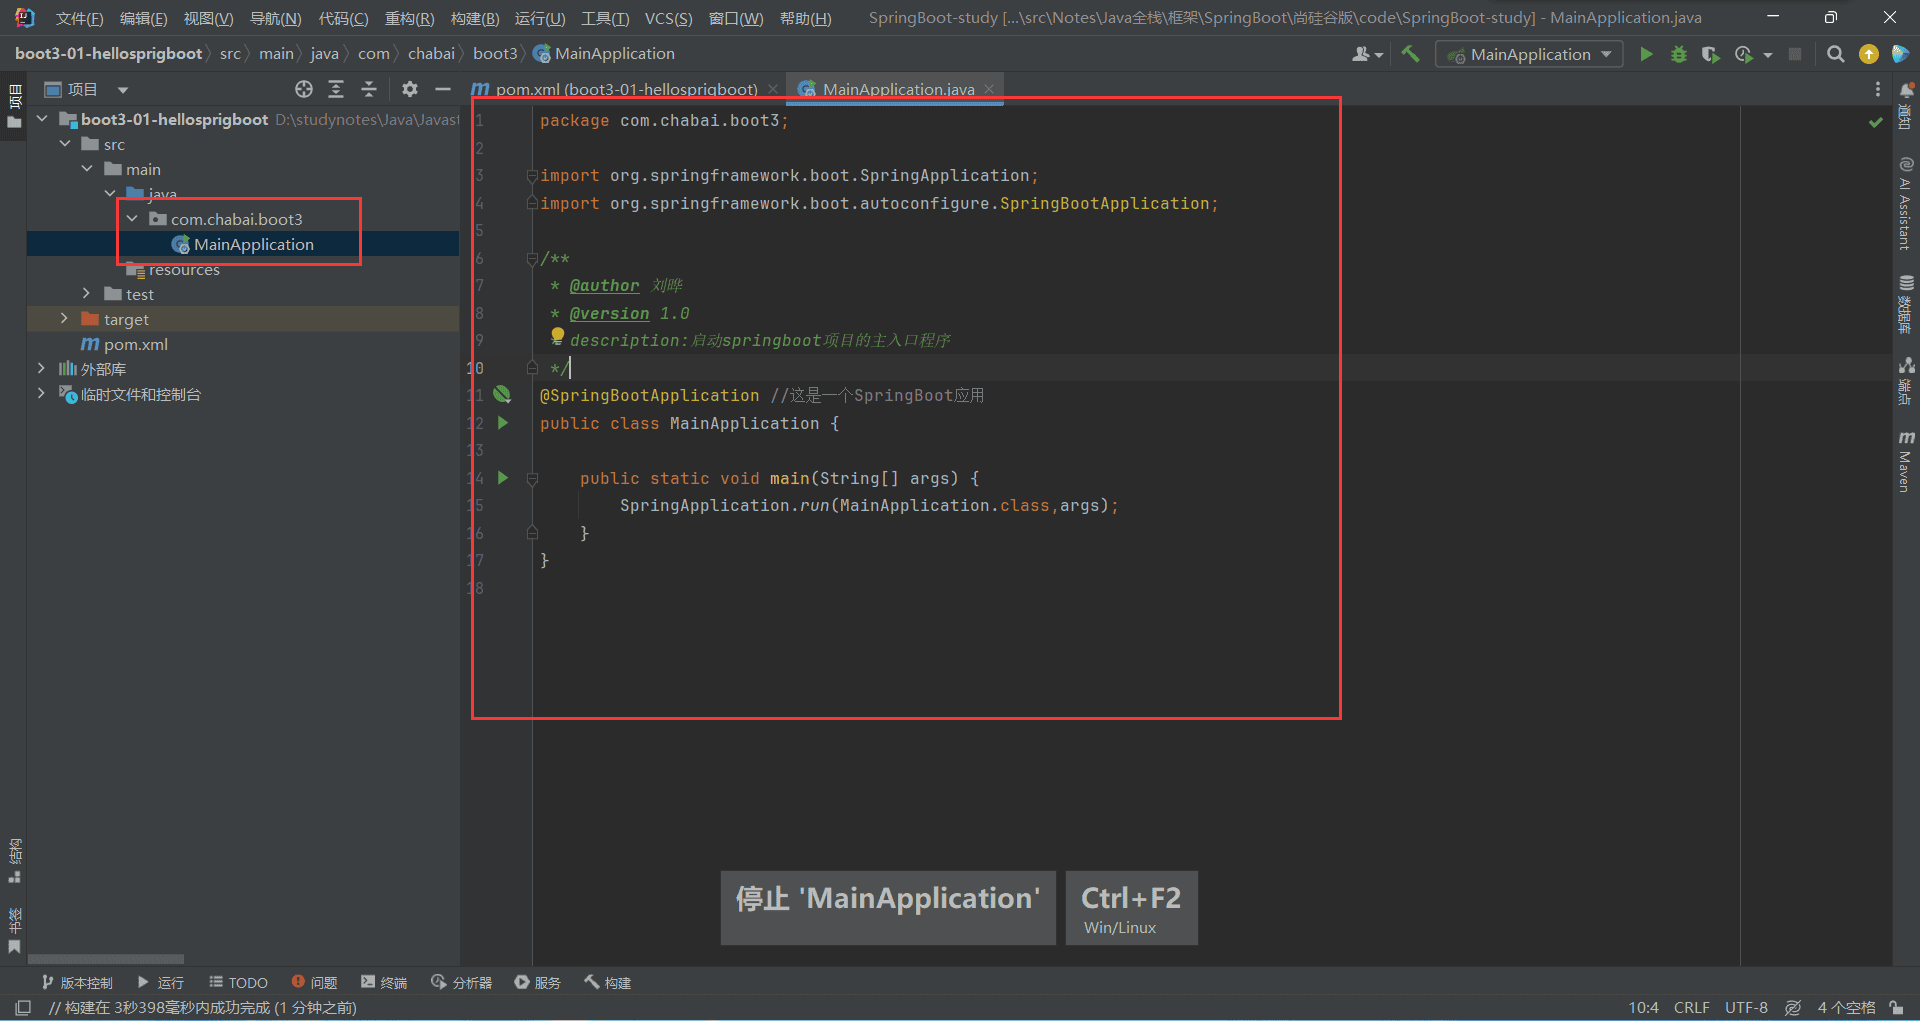 文件(F) 编辑(E) 视图(V) 导航(N) 代码(C) 重构(R) 构建(B) 运行(U) 工具(T) VCS(S) 窗口(W) 帮助(H) SpringBoot-study [...\src\Notes\Java全栈\框架\SpringBoot\尚硅谷版\code\SpringBoot-study] - MainApplication.java
boot3-01-hellosprigboot src main java com chabai boot3 MainApplication
MainApplication
项目
pom.xml (boot3-01-hellosprigboot) MainApplication.java
项目
boot3-01-hellosprigboot D:\studynotes\Java\Javast
src
main
java
com.chabai.boot3
MainApplication
resources
test
target
pom.xml
外部库
临时文件和控制台
结构
书签
1 package com.chabai.boot3;
2
3 import org.springframework.boot.SpringApplication;
4 import org.springframework.boot.autoconfigure.SpringBootApplication;
5
6 /**
7 * @author 刘晔
8 * @version 1.0
9 description:启动springboot项目的主入口程序
10 */
11 @SpringBootApplication //这是一个SpringBoot应用
12 public class MainApplication {
13
14 public static void main(String[] args) {
15 SpringApplication.run(MainApplication.class,args);
16 }
17 }
18
停止 'MainApplication'
Ctrl+F2
Win/Linux
通知
AI Assistant
数据库
端点
Maven
版本控制 运行 TODO 问题 终端 分析器 服务 构建
// 构建在 3秒398毫秒内成功完成 (1 分钟之前)
10:4 CRLF UTF-8 4 个空格